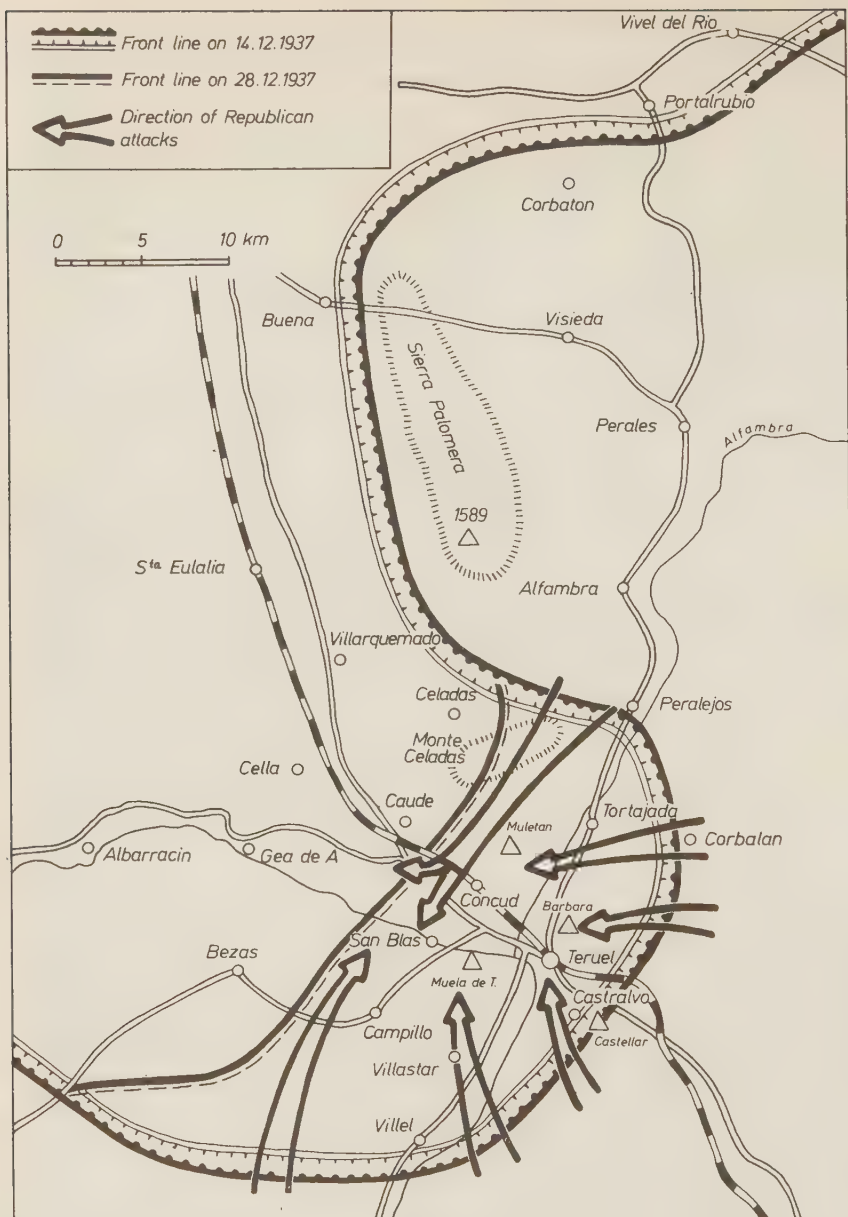 Front line on 14.12.1937
Front line on 28.12.1937
Direction of Republican
attacks
0 5 10 km
Vivel del Rio
Portalrubio
Corbaton
Buena
Visieda
Sierra Palomera
Perales
Alfambra
1589
Sta Eulalia
Alfambra
Villarquemado
Celadas
Peralejos
Monte
Celadas
Cella
Caude
Tortajada
Muletan
Corbalan
Albarracin
Gea de A
Concud
Barbara
San Blas
Teruel
Bezas
Muela de T.
Castralvo
Campillo
Castellar
Villastar
Villel